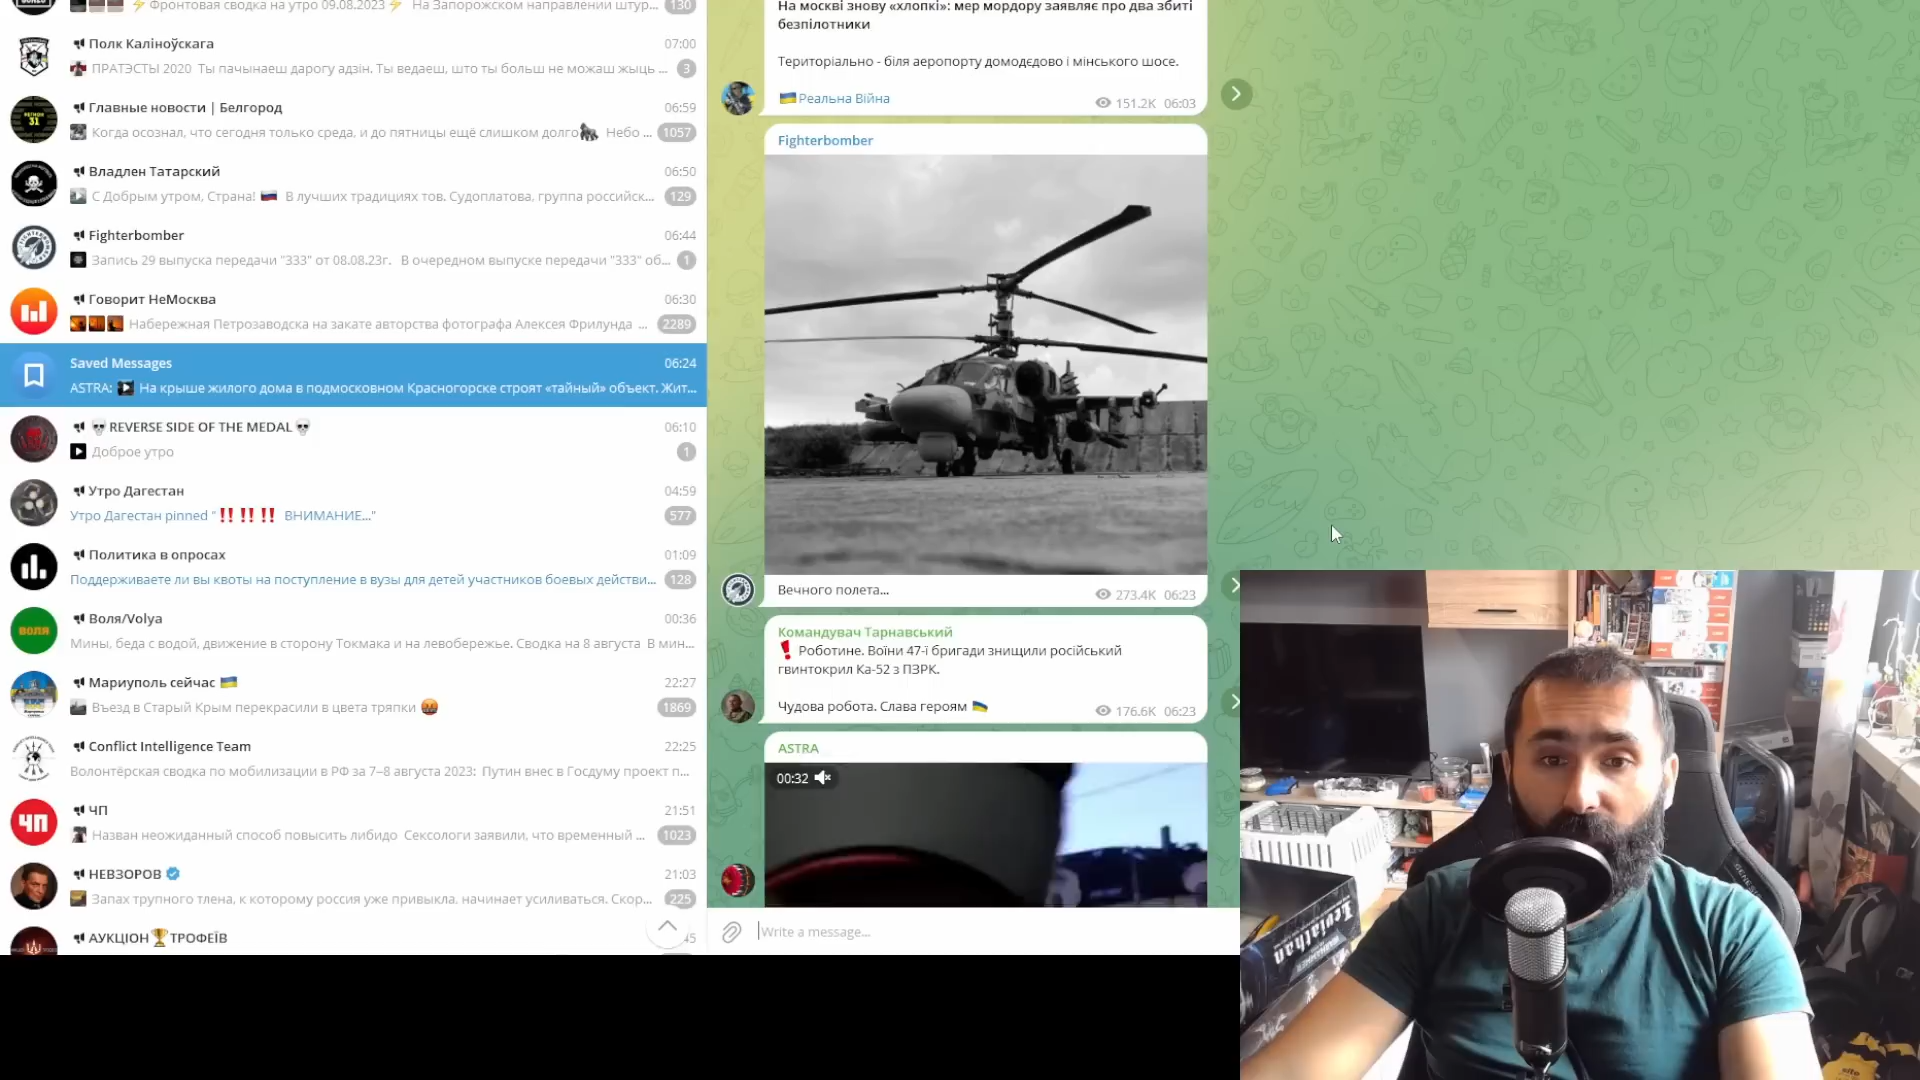 Фронтовая сводка на утро 09.08.2023⚡ На Запорожском направлении штур... 130
Полк Каліноўскага 07:00
ПРАТЭСТЫ 2020 Ты пачынаеш дарогу адзін. Ты ведаеш, што ты больш не можаш жыць ... 3
Главные новости | Белгород 06:59
Когда осознал, что сегодня только среда, и до пятницы ещё слишком долго🦍 Небо ... 1057
Владлен Татарский 06:50
С Добрым утром, Страна! 🇷🇺 В лучших традициях тов. Судоплатова, группа российск... 129
Fighterbomber 06:44
Запись 29 выпуска передачи "333" от 08.08.23г. В очередном выпуске передачи "333" об... 1
Говорит НеМосква 06:30
Набережная Петрозаводска на закате авторства фотографа Алексея Фрилунда ... 2289
Saved Messages 06:24
ASTRA: На крыше жилого дома в подмосковном Красногорске строят «тайный» объект. Жит...
💀REVERSE SIDE OF THE MEDAL💀 06:10
Доброе утро 1
Утро Дагестан 04:59
Утро Дагестан pinned "‼️‼️‼️ ВНИМАНИЕ..." 577
Политика в опросах 01:09
Поддерживаете ли вы квоты на поступление в вузы для детей участников боевых действи... 128
ВОЛЯ
Воля/Volya 00:36
Мины, беда с водой, движение в сторону Токмака и на левобережье. Сводка на 8 августа В мин...
Мариуполь сейчас 🇺🇦 22:27
Въезд в Старый Крым перекрасили в цвета тряпки 🤬 1869
Conflict Intelligence Team 22:25
Волонтёрская сводка по мобилизации в РФ за 7–8 августа 2023: Путин внес в Госдуму проект п...
ЧП
ЧП 21:51
Назван неожиданный способ повысить либидо Сексологи заявили, что временный ... 1023
НЕВЗОРОВ 21:03
Запах трупного тлена, к которому россия уже привыкла, начинает усиливаться. Скор... 225
АУКЦІОН🏆ТРОФЕЇВ
На москві знову «хлопкі»: мер мордору заявляє про два збиті
безпілотники
Територіально - біля аеропорту домодєдово і мінського шосе.
🇺🇦Реальна Війна 151.2K 06:03
Fighterbomber
Вечного полета... 273.4K 06:23
Командувач Тарнавський
❗ Роботине. Воїни 47-ї бригади знищили російський
гвинтокрил Ка-52 з ПЗРК.
Чудова робота. Слава героям 🇺🇦 176.6K 06:23
ASTRA
00:32
Write a message...
Leviathan